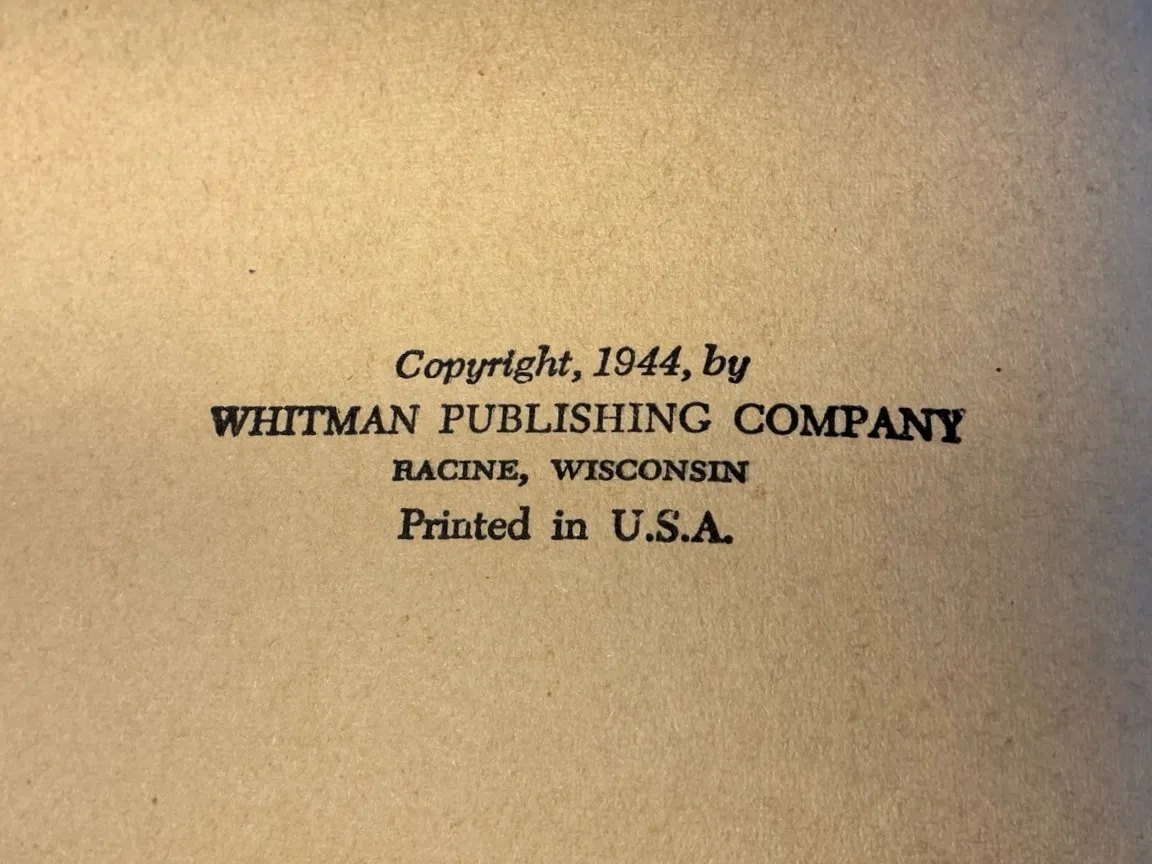 Copyright, 1944, by
WHITMAN PUBLISHING COMPANY
RACINE, WISCONSIN
Printed in U.S.A.